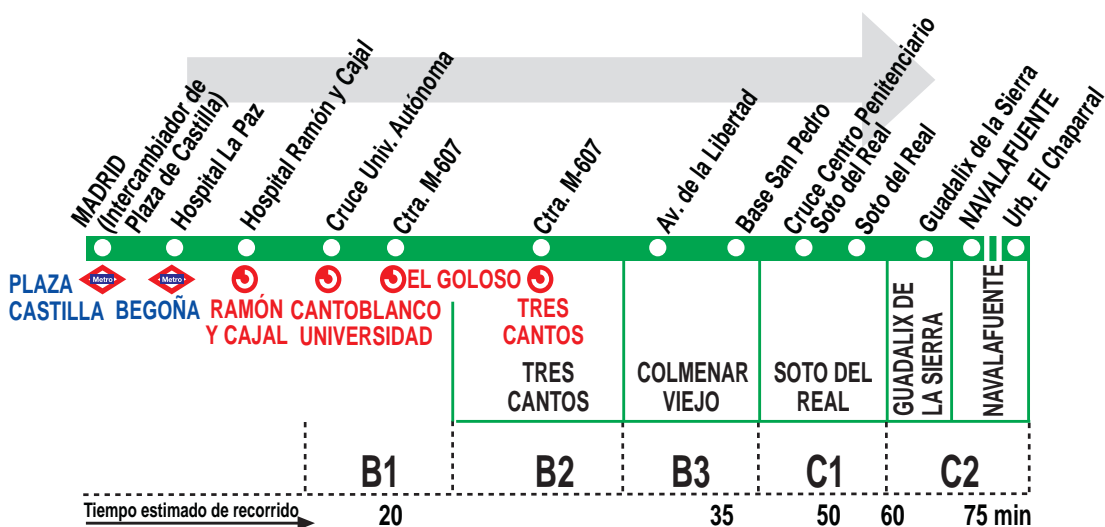 MADRID
(Intercambiador de
Plaza de Castilla)
Hospital La Paz
Hospital Ramón y Cajal
Cruce Univ. Autónoma
Ctra. M-607
Ctra. M-607
Av. de la Libertad
Base San Pedro
Cruce Centro Penitenciario
Soto del Real
Soto del Real
Guadalix de la Sierra
NAVALAFUENTE
Urb. El Chaparral
PLAZA
CASTILLA
Metro
Metro
BEGOÑA
RAMÓN
Y CAJAL
CANTOBLANCO
UNIVERSIDAD
EL GOLOSO
TRES
CANTOS
TRES
CANTOS
COLMENAR
VIEJO
SOTO DEL
REAL
GUADALIX DE
LA SIERRA
NAVALAFUENTE
B1
B2
B3
C1
C2
Tiempo estimado de recorrido
20
35
50
60
75 min